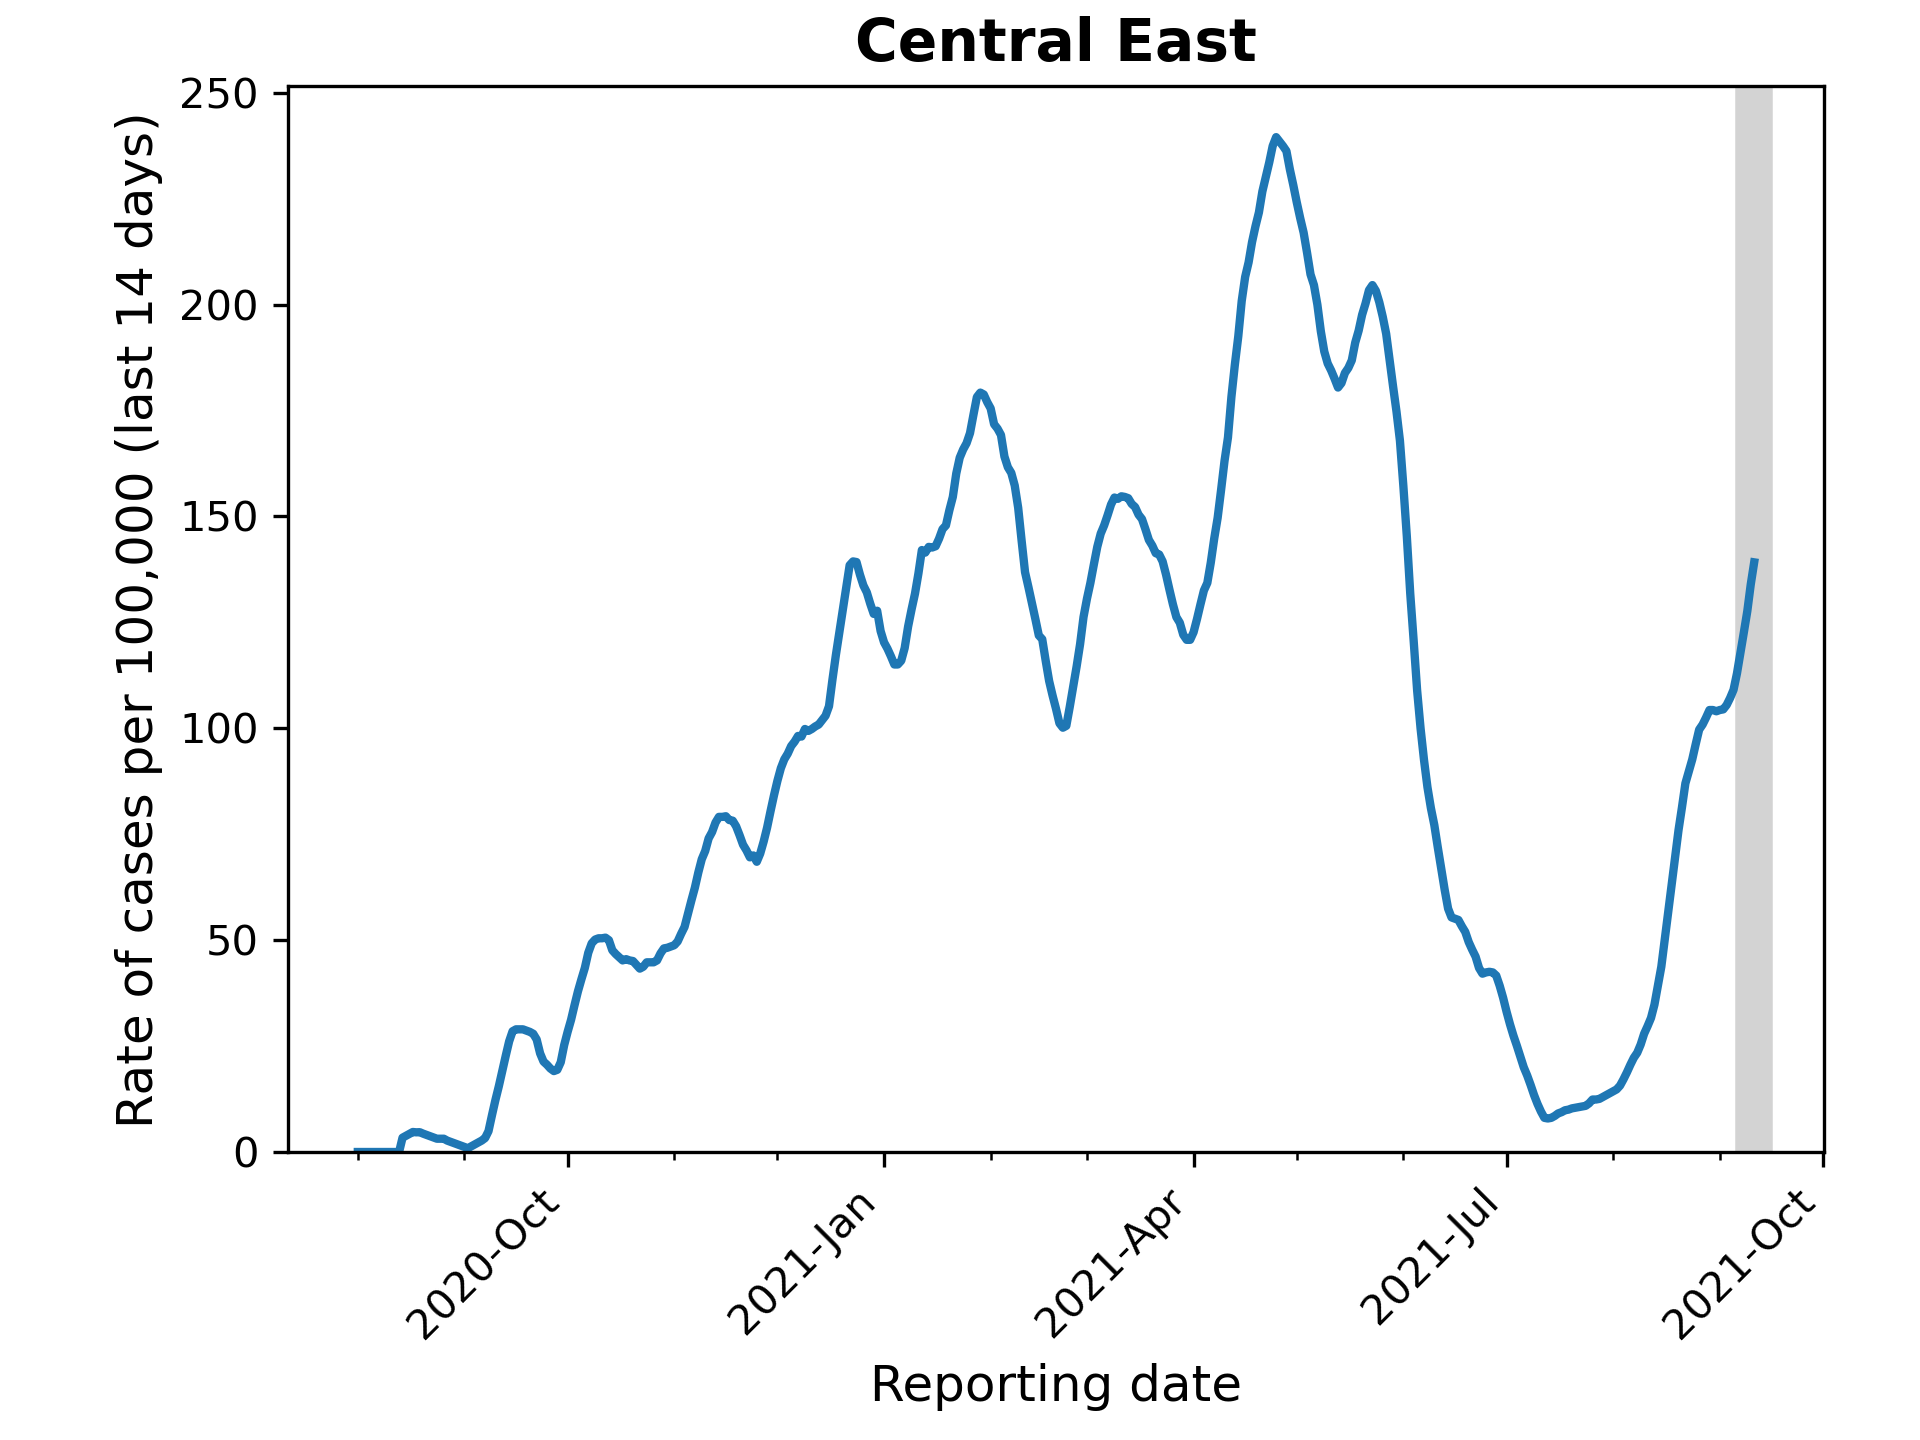 Central East
Rate of cases per 100,000 (last 14 days)
250
200
150
100
50
0
2020-Oct
2021-Jan
2021-Apr
2021-Jul
2021-Oct
Reporting date